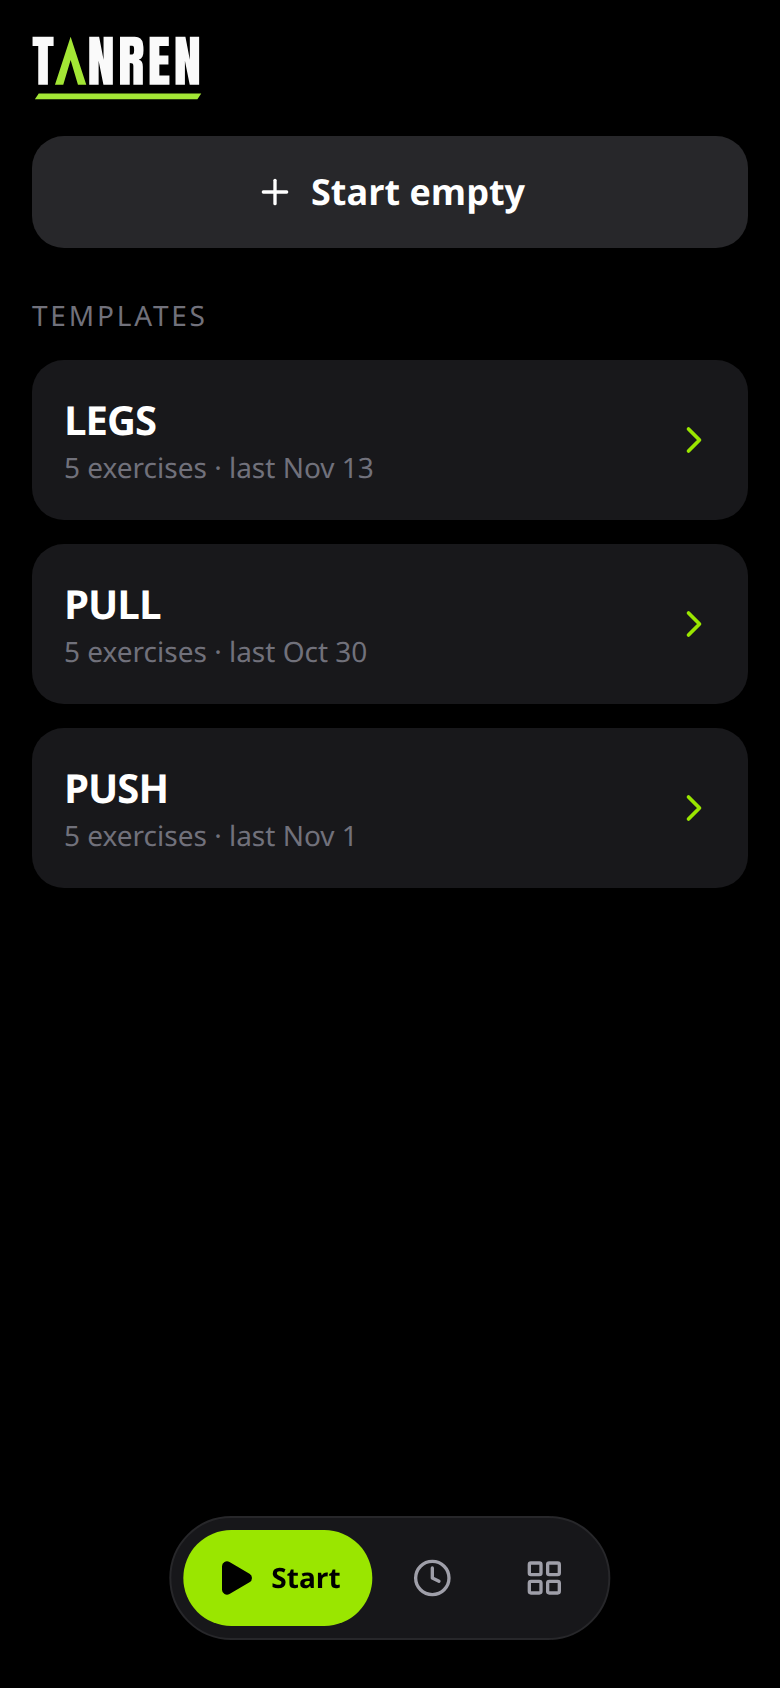 TANREN
Start empty
TEMPLATES
LEGS
5 exercises · last Nov 13
PULL
5 exercises · last Oct 30
PUSH
5 exercises · last Nov 1
Start